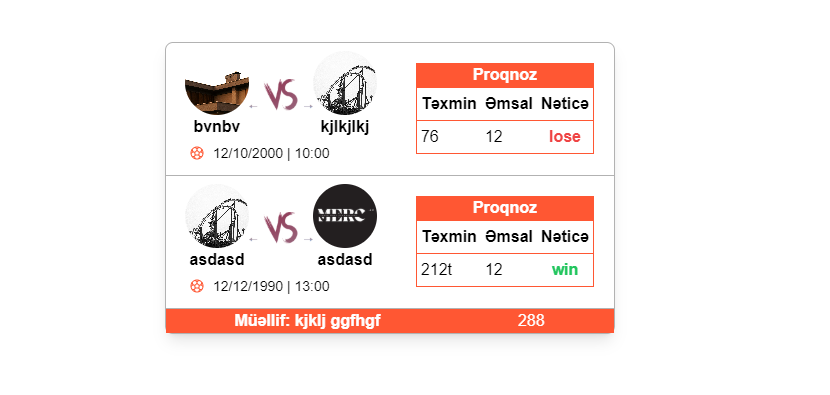 VS
bvnbv kjlkjlkj
12/10/2000 | 10:00
Proqnoz
Təxmin Əmsal Nəticə
76 12 lose
VS
MERC
asdasd asdasd
12/12/1990 | 13:00
Proqnoz
Təxmin Əmsal Nəticə
212t 12 win
Müəllif: kjklj ggfhgf 288